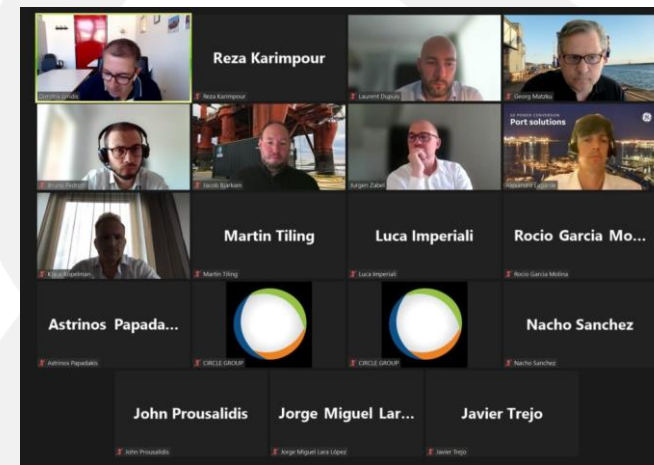 Reza Karimpour
Reza Karimpour
Laurent Dupuis
Georg Matzku
GE POWER CONVERSION
Port solutions
Jacob Bjarkam
Jurgen Zabel
Martin Tiling
Luca Imperiali
Rocio Garcia Mo...
Martin Tiling
Luca Imperiali
Rocio Garcia Molina
Astrinos Papada...
Nacho Sanchez
Astrinos Papadakis
CIRCLE GROUP
CIRCLE GROUP
Nacho Sanchez
John Prousalidis
Jorge Miguel Lar...
Javier Trejo
John Prousalidis
Jorge Miguel Lara López
Javier Trejo